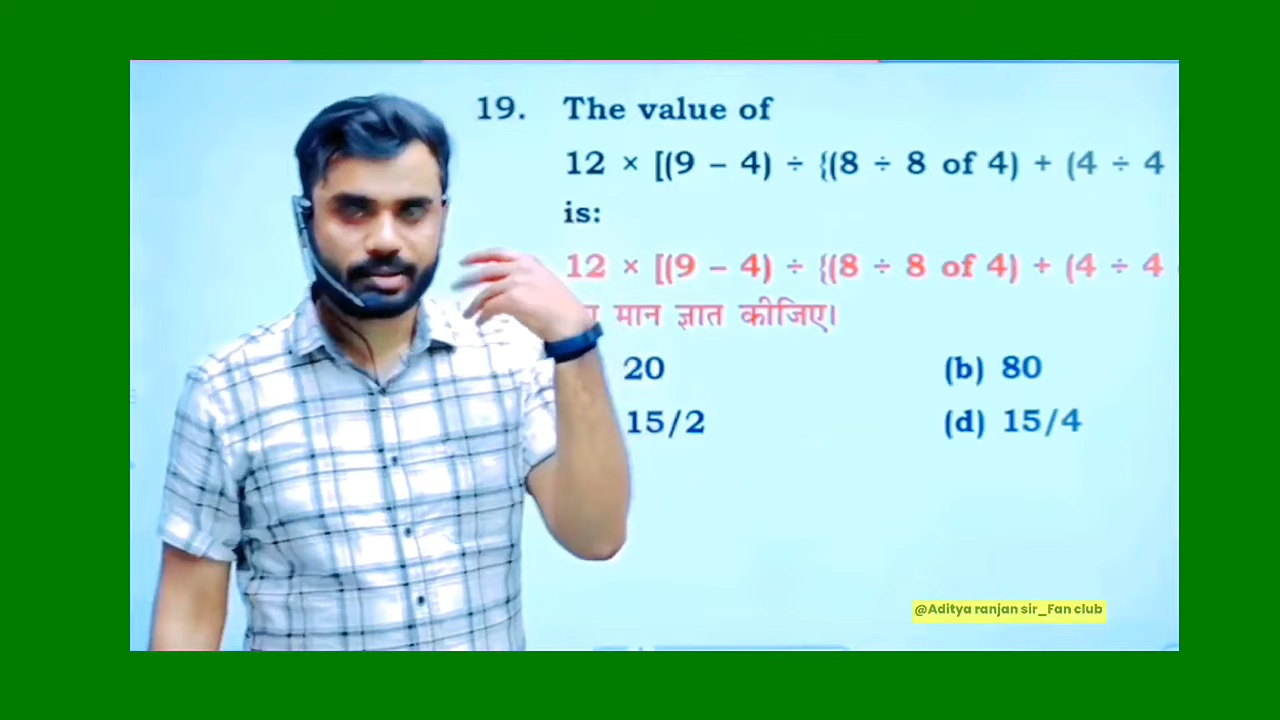 19. The value of
12 × [(9 – 4) ÷ {(8 ÷ 8 of 4) + (4 ÷ 4
is:
12 × [(9 – 4) ÷ {(8 ÷ 8 of 4) + (4 ÷ 4
मान ज्ञात कीजिए।
20 (b) 80
15/2 (d) 15/4
@Aditya ranjan sir_Fan club